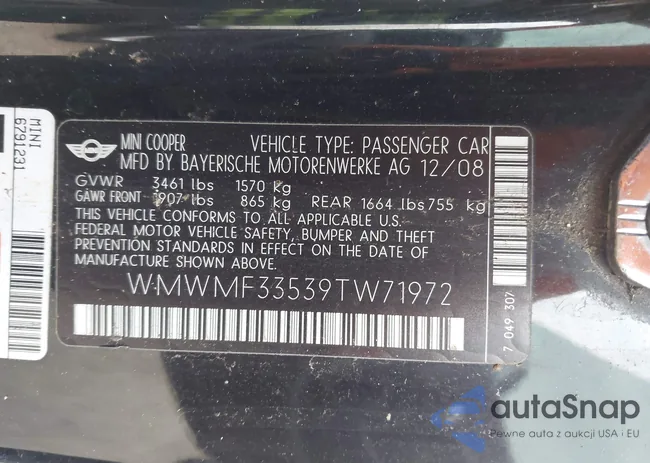 MINI
6791231
MINI COOPER
VEHICLE TYPE: PASSENGER CAR
MFD BY BAYERISCHE MOTORENWERKE AG 12/08
GVWR 3461 lbs 1570 kg
GAWR FRONT 1907 lbs 865 kg REAR 1664 lbs 755 kg
THIS VEHICLE CONFORMS TO ALL APPLICABLE U.S.
FEDERAL MOTOR VEHICLE SAFETY, BUMPER AND THEFT
PREVENTION STANDARDS IN EFFECT ON THE DATE OF
MANUFACTURE SHOWN ABOVE.
WMWMF33539TW71972
7 049 307
autaSnap
Pewne auta z aukcji USA i EU